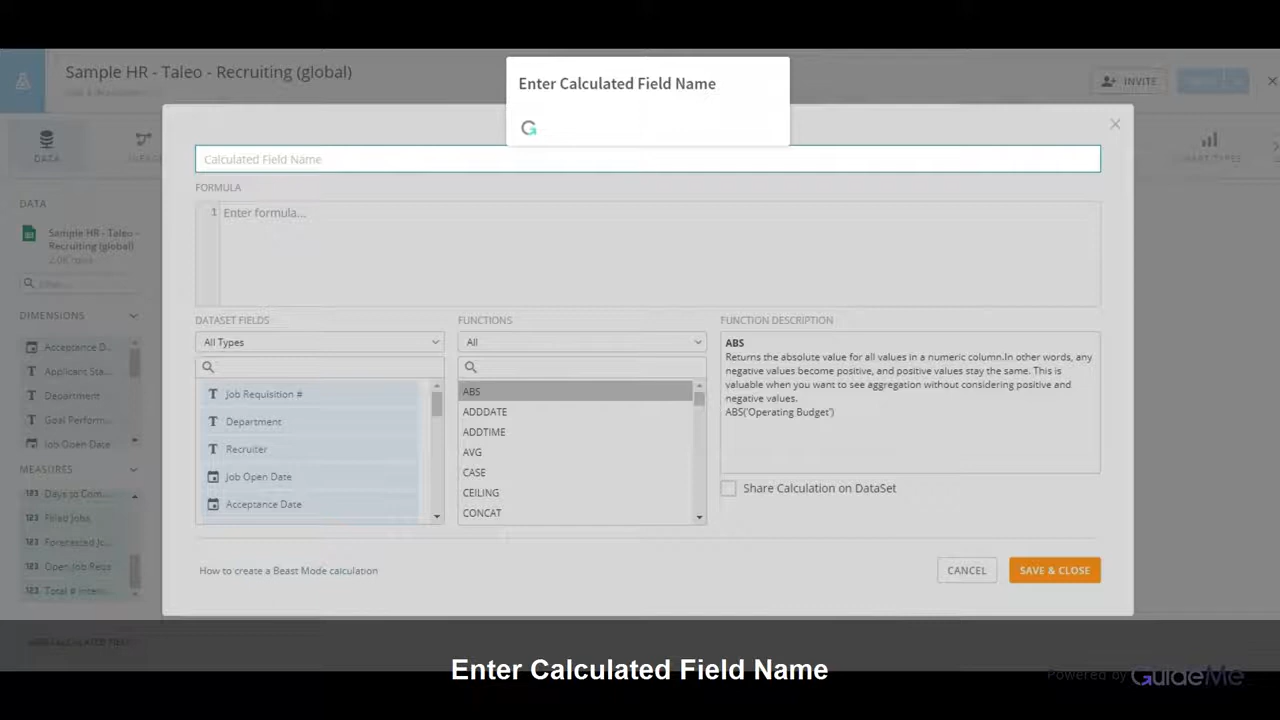 Sample HR - Taleo - Recruiting (global)
Enter Calculated Field Name
INVITE
DATA
Calculated Field Name
FORMULA
1 Enter formula...
DATA
Sample HR - Taleo -
Recruiting (global)
2.0K rows
DIMENSIONS
Acceptance D...
Applicant Sta...
Department
Goal Perform...
Job Open Date
MEASURES
Days to Com...
Filled Jobs
Forecasted Jo...
Open Job Reqs
Total # Inter...
DATASET FIELDS
All Types
Job Requisition #
Department
Recruiter
Job Open Date
Acceptance Date
FUNCTIONS
All
ABS
ADDDATE
ADDTIME
AVG
CASE
CEILING
CONCAT
FUNCTION DESCRIPTION
ABS
Returns the absolute value for all values in a numeric column.In other words, any
negative values become positive, and positive values stay the same. This is
valuable when you want to see aggregation without considering positive and
negative values.
ABS('Operating Budget')
Share Calculation on DataSet
How to create a Beast Mode calculation
CANCEL
SAVE & CLOSE
Enter Calculated Field Name
Powered by GuideMe